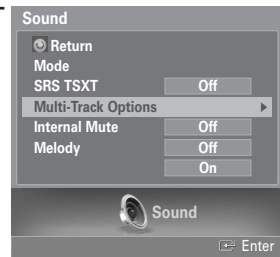 Sound
Return
Mode
SRS TSXT Off
Multi-Track Options
Internal Mute Off
Melody Off
On
Sound
Enter